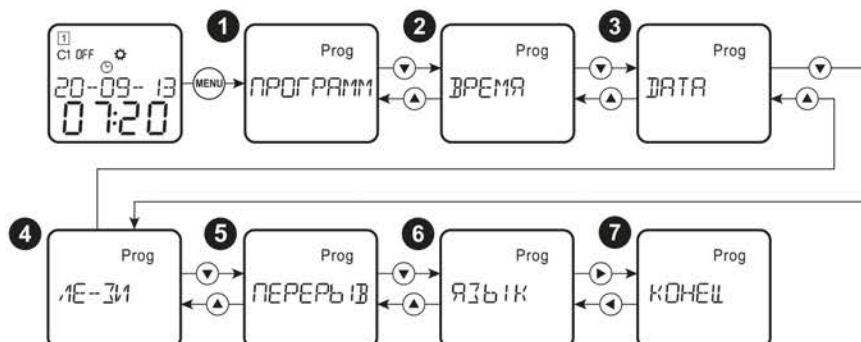 1
C1 OFF
20-09-13
07:20
MENU
1
Prog
ПРОГРАММ
2
Prog
ВРЕМЯ
3
Prog
DАТА
4
Prog
ЛЕ-ЗИ
5
Prog
ПЕРЕРЫВ
6
Prog
ЯЗЫК
7
Prog
КОНЕЦ